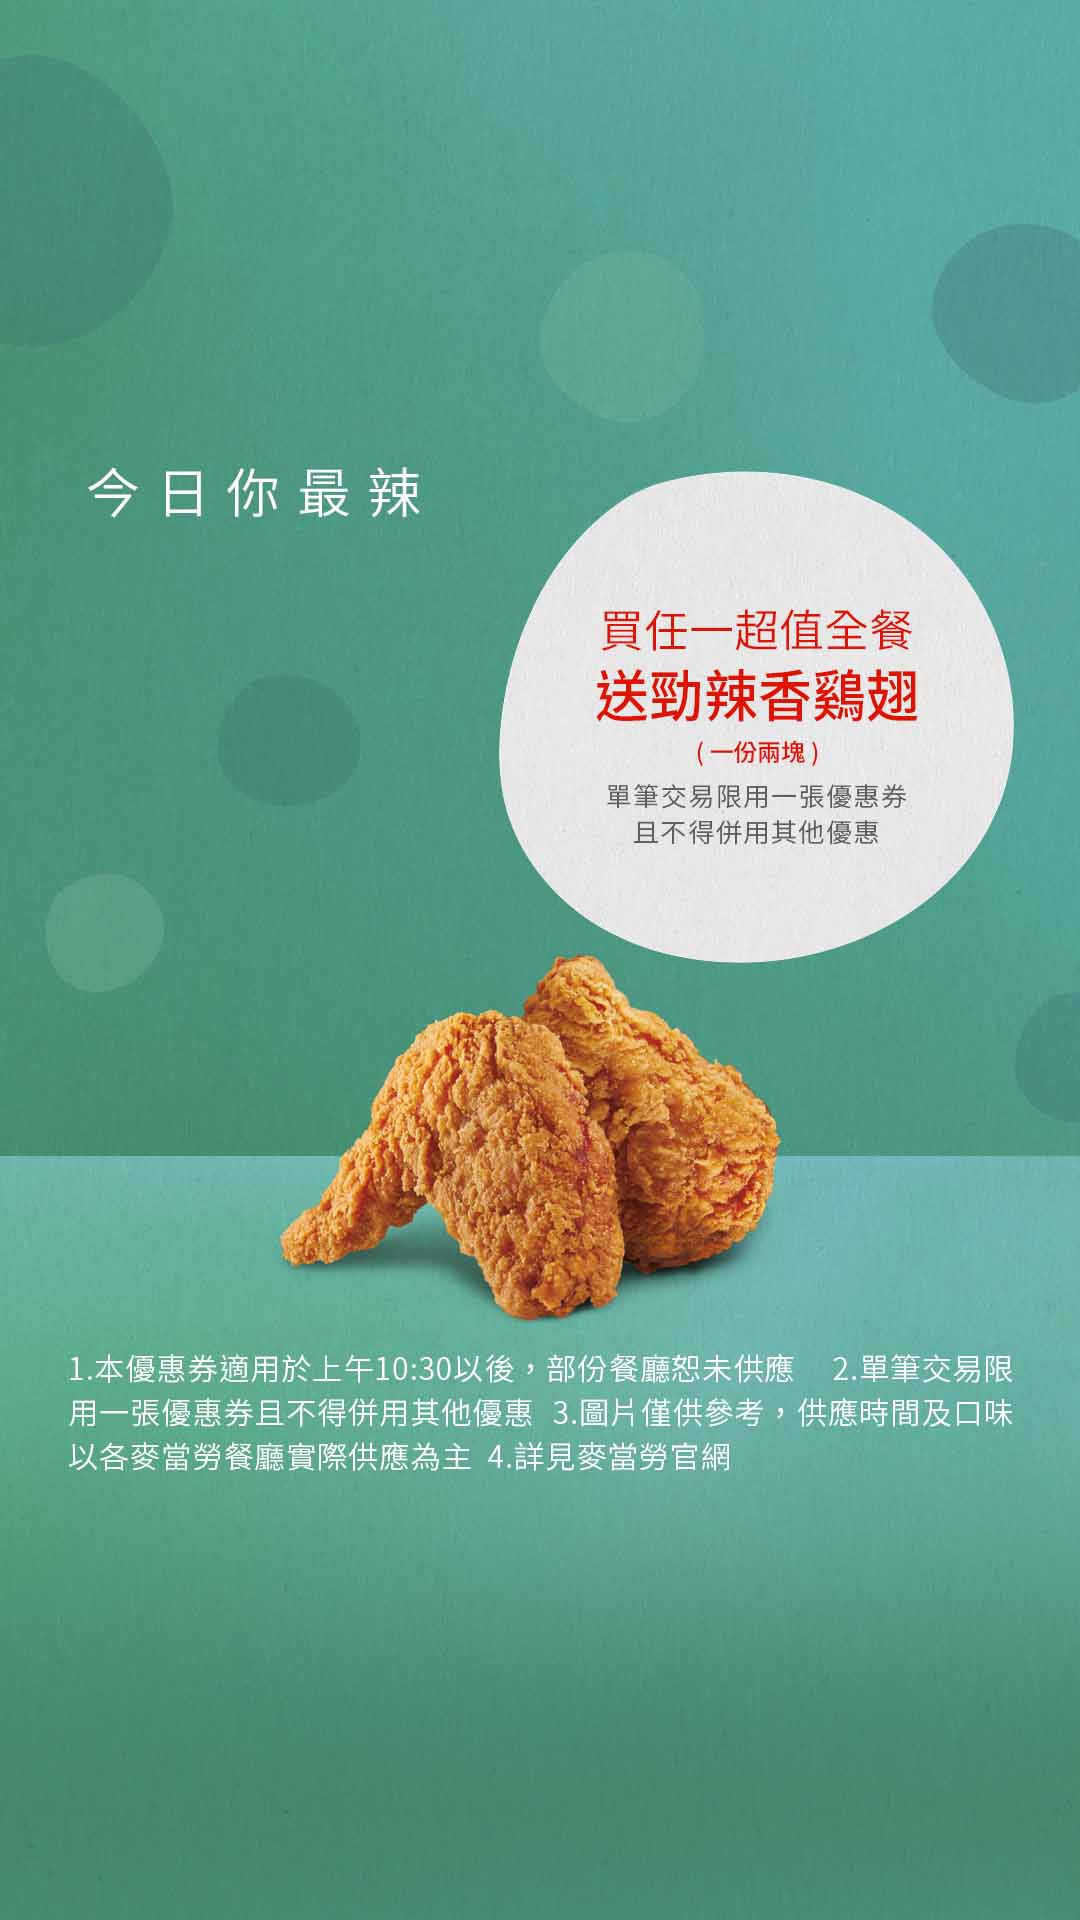 今日你最辣
買任一超值全餐
送勁辣香鷄翅
(一份兩塊)
單筆交易限用一張優惠券
且不得併用其他優惠
1.本優惠券適用於上午10:30以後，部份餐廳恕未供應 2.單筆交易限
用一張優惠券且不得併用其他優惠 3.圖片僅供參考，供應時間及口味
以各麥當勞餐廳實際供應為主 4.詳見麥當勞官網